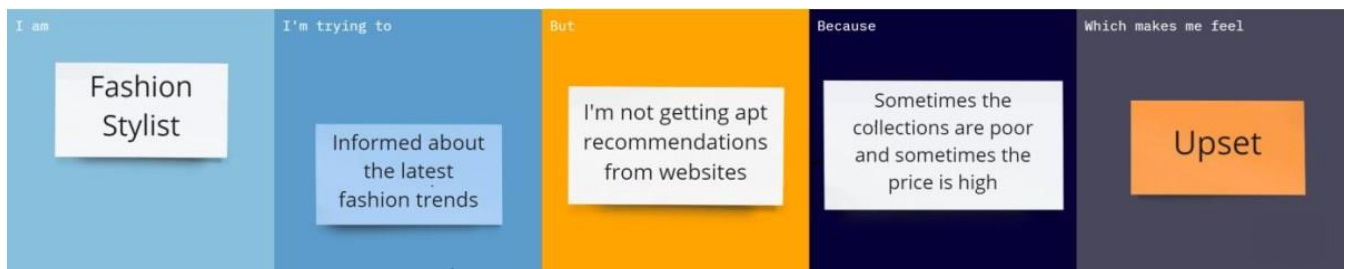 I am
Fashion
Stylist
I'm trying to
Informed about
the latest
fashion trends
But
I'm not getting apt
recommendations
from websites
Because
Sometimes the
collections are poor
and sometimes the
price is high
Which makes me feel
Upset